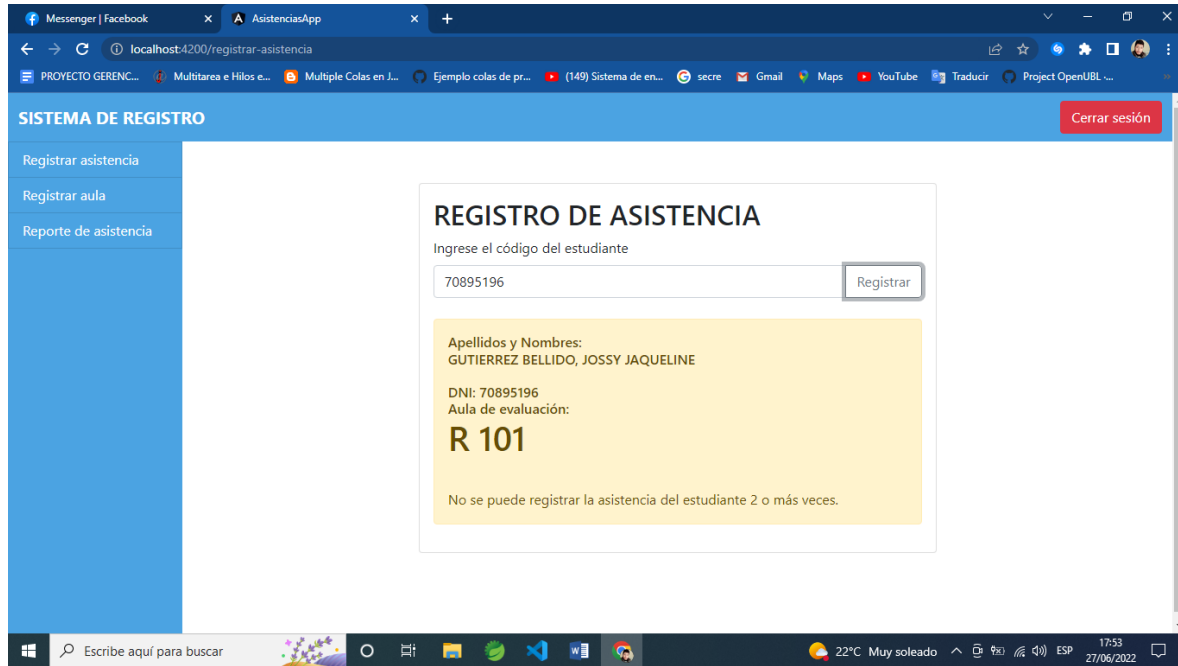 Messenger | Facebook
AsistenciasApp
localhost:4200/registrar-asistencia
PROYECTO GERENC...
Multitarea e Hilos e...
Multiple Colas en J...
Ejemplo colas de pr...
(149) Sistema de en...
secre
Gmail
Maps
YouTube
Traducir
Project OpenUBL -...
SISTEMA DE REGISTRO
Cerrar sesión
Registrar asistencia
Registrar aula
Reporte de asistencia
REGISTRO DE ASISTENCIA
Ingrese el código del estudiante
70895196
Registrar
Apellidos y Nombres:
GUTIERREZ BELLIDO, JOSSY JAQUELINE
DNI: 70895196
Aula de evaluación:
R 101
No se puede registrar la asistencia del estudiante 2 o más veces.
Escribe aquí para buscar
22°C Muy soleado
ESP
17:53
27/06/2022